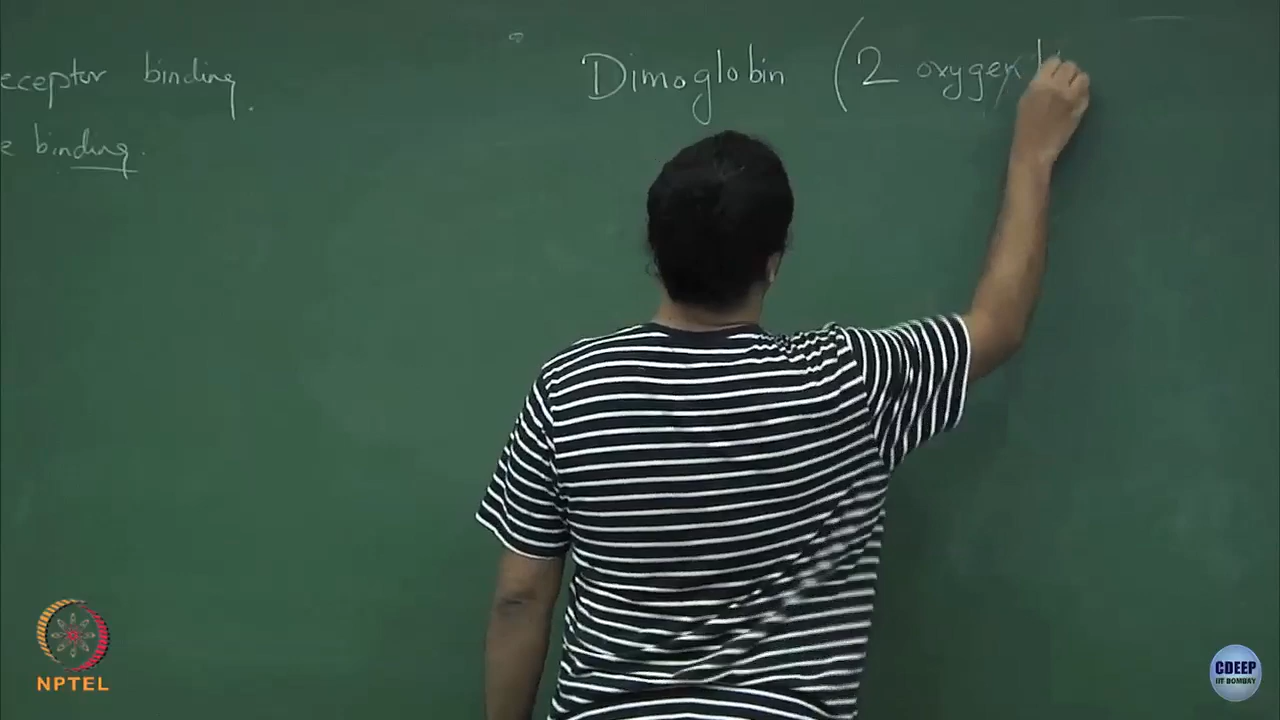 eceptor binding.
e binding.
Dimoglobin (2 oxygen
NPTEL
CDEEP
IIT BOMBAY